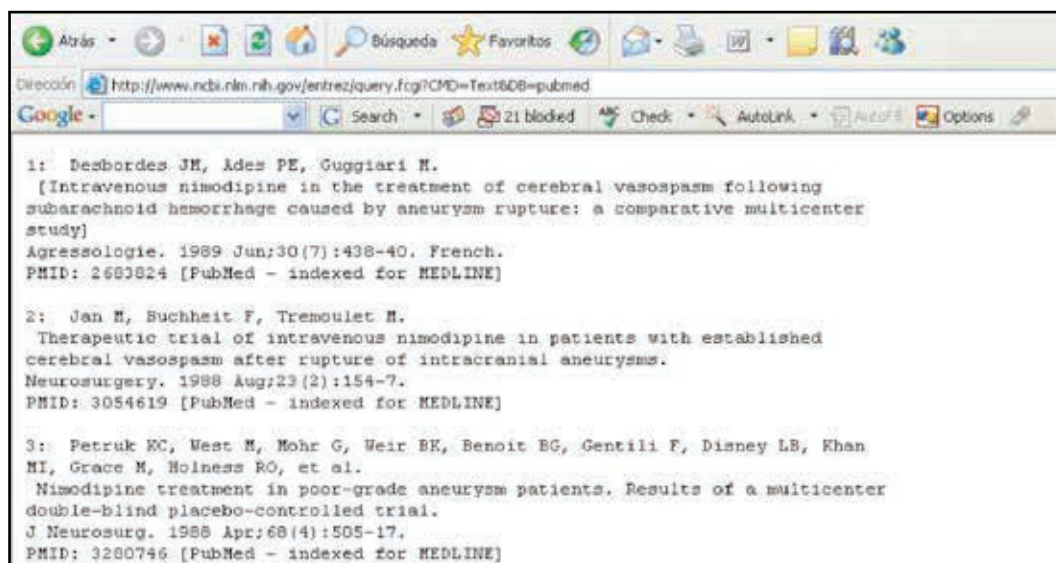 Atrás Búsqueda Favoritos
Dirección http://www.ncbi.nlm.nih.gov/entrez/query.fcgi?CMD=Text&DB=pubmed
Google Search 21 blocked Check AutoLink AutoFill Options
1: Desbordes JM, Ades PE, Guggiari M.
[Intravenous nimodipine in the treatment of cerebral vasospasm following
subarachnoid hemorrhage caused by aneurysm rupture: a comparative multicenter
study]
Agressologie. 1989 Jun;30(7):438-40. French.
PMID: 2683824 [PubMed - indexed for MEDLINE]
2: Jan M, Buchheit F, Tremoulet M.
Therapeutic trial of intravenous nimodipine in patients with established
cerebral vasospasm after rupture of intracranial aneurysms.
Neurosurgery. 1988 Aug;23(2):154-7.
PMID: 3054619 [PubMed - indexed for MEDLINE]
3: Petruk KC, West M, Mohr G, Weir BK, Benoit BG, Gentili F, Disney LB, Khan
MI, Grace M, Holness RO, et al.
Nimodipine treatment in poor-grade aneurysm patients. Results of a multicenter
double-blind placebo-controlled trial.
J Neurosurg. 1988 Apr;68(4):505-17.
PMID: 3280746 [PubMed - indexed for MEDLINE]